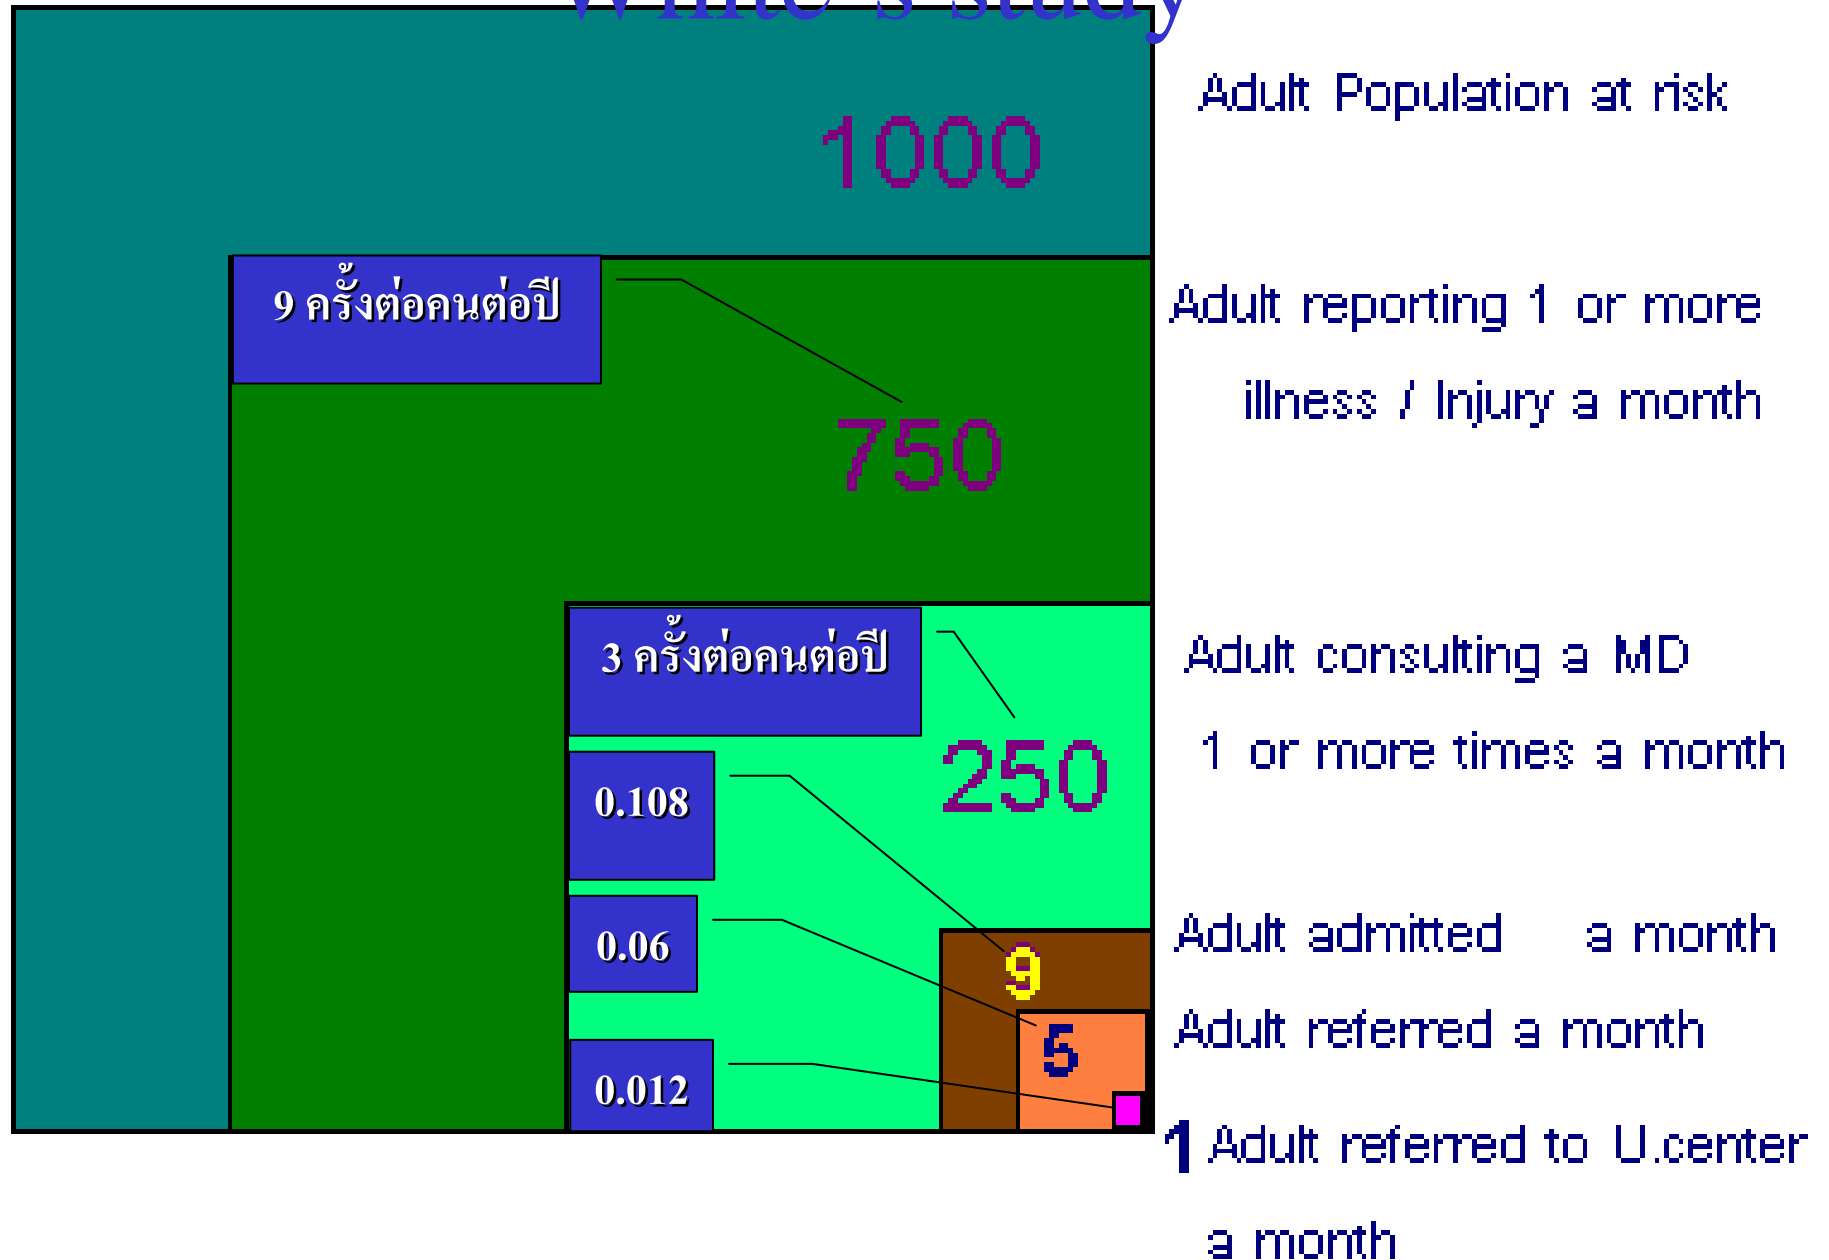 White's study
Adult Population at risk
1000
9 ครั้งต่อคนต่อปี
Adult reporting 1 or more
illness / Injury a month
750
3 ครั้งต่อคนต่อปี
Adult consulting a MD
1 or more times a month
250
0.108
Adult admitted a month
9
0.06
Adult referred a month
5
0.012
1 Adult referred to U.center
a month